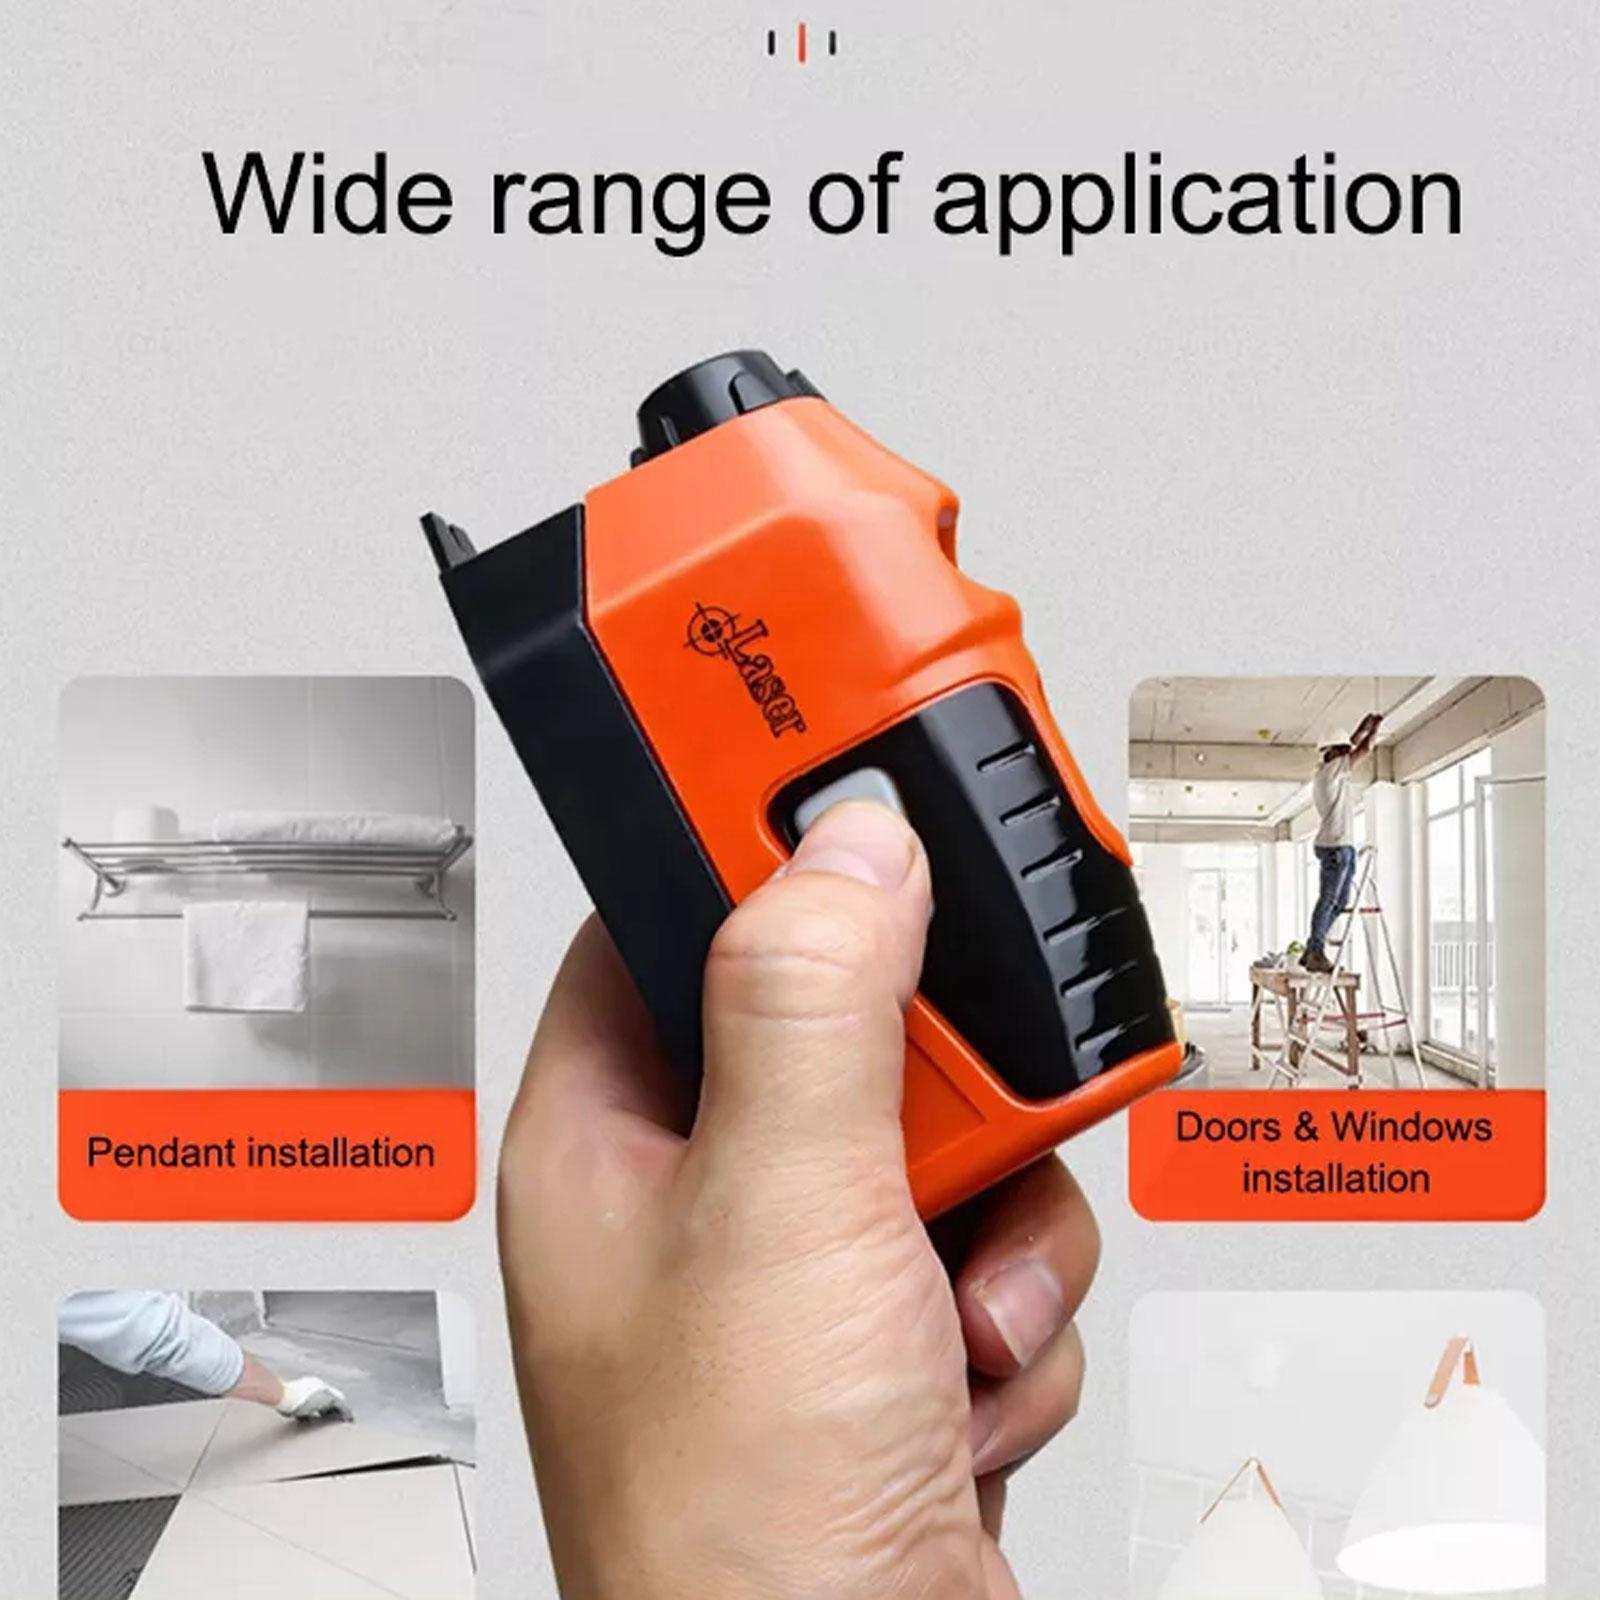 Wide range of application
Laser
Pendant installation
Doors & Windows
installation